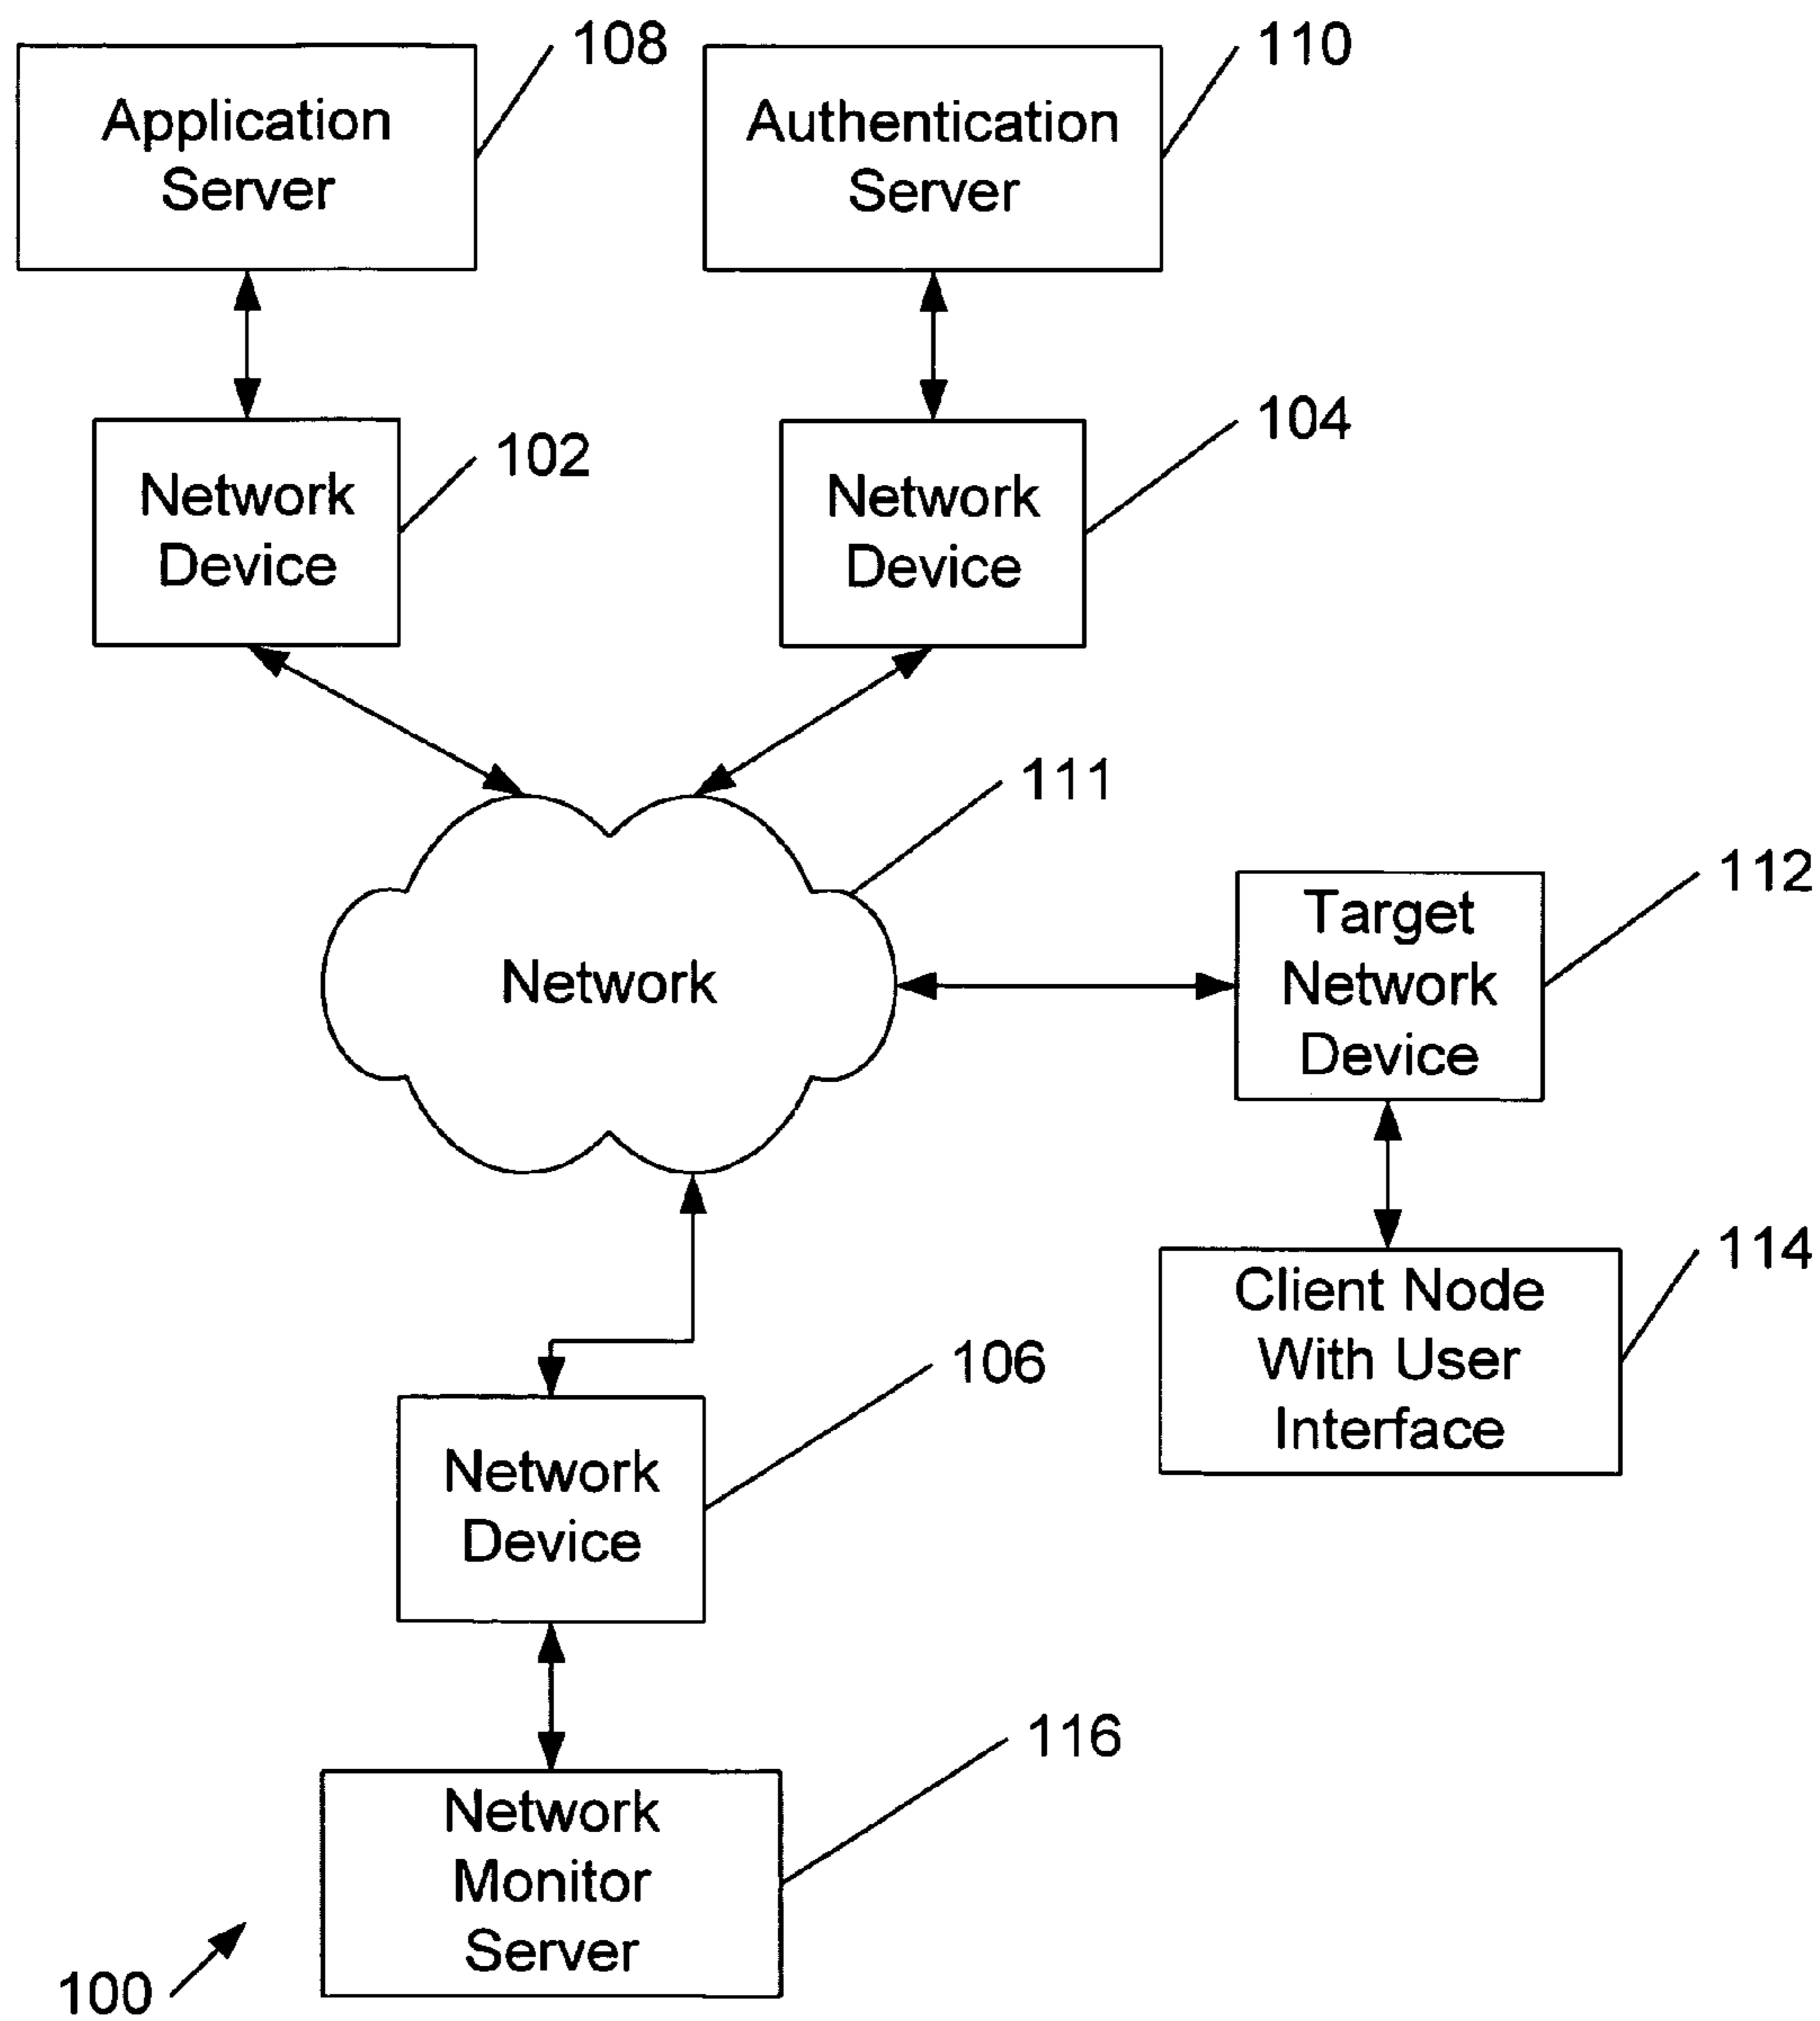 108
Application
Server
110
Authentication
Server
102
Network
Device
104
Network
Device
111
Network
112
Target
Network
Device
114
Client Node
With User
Interface
106
Network
Device
116
Network
Monitor
Server
100